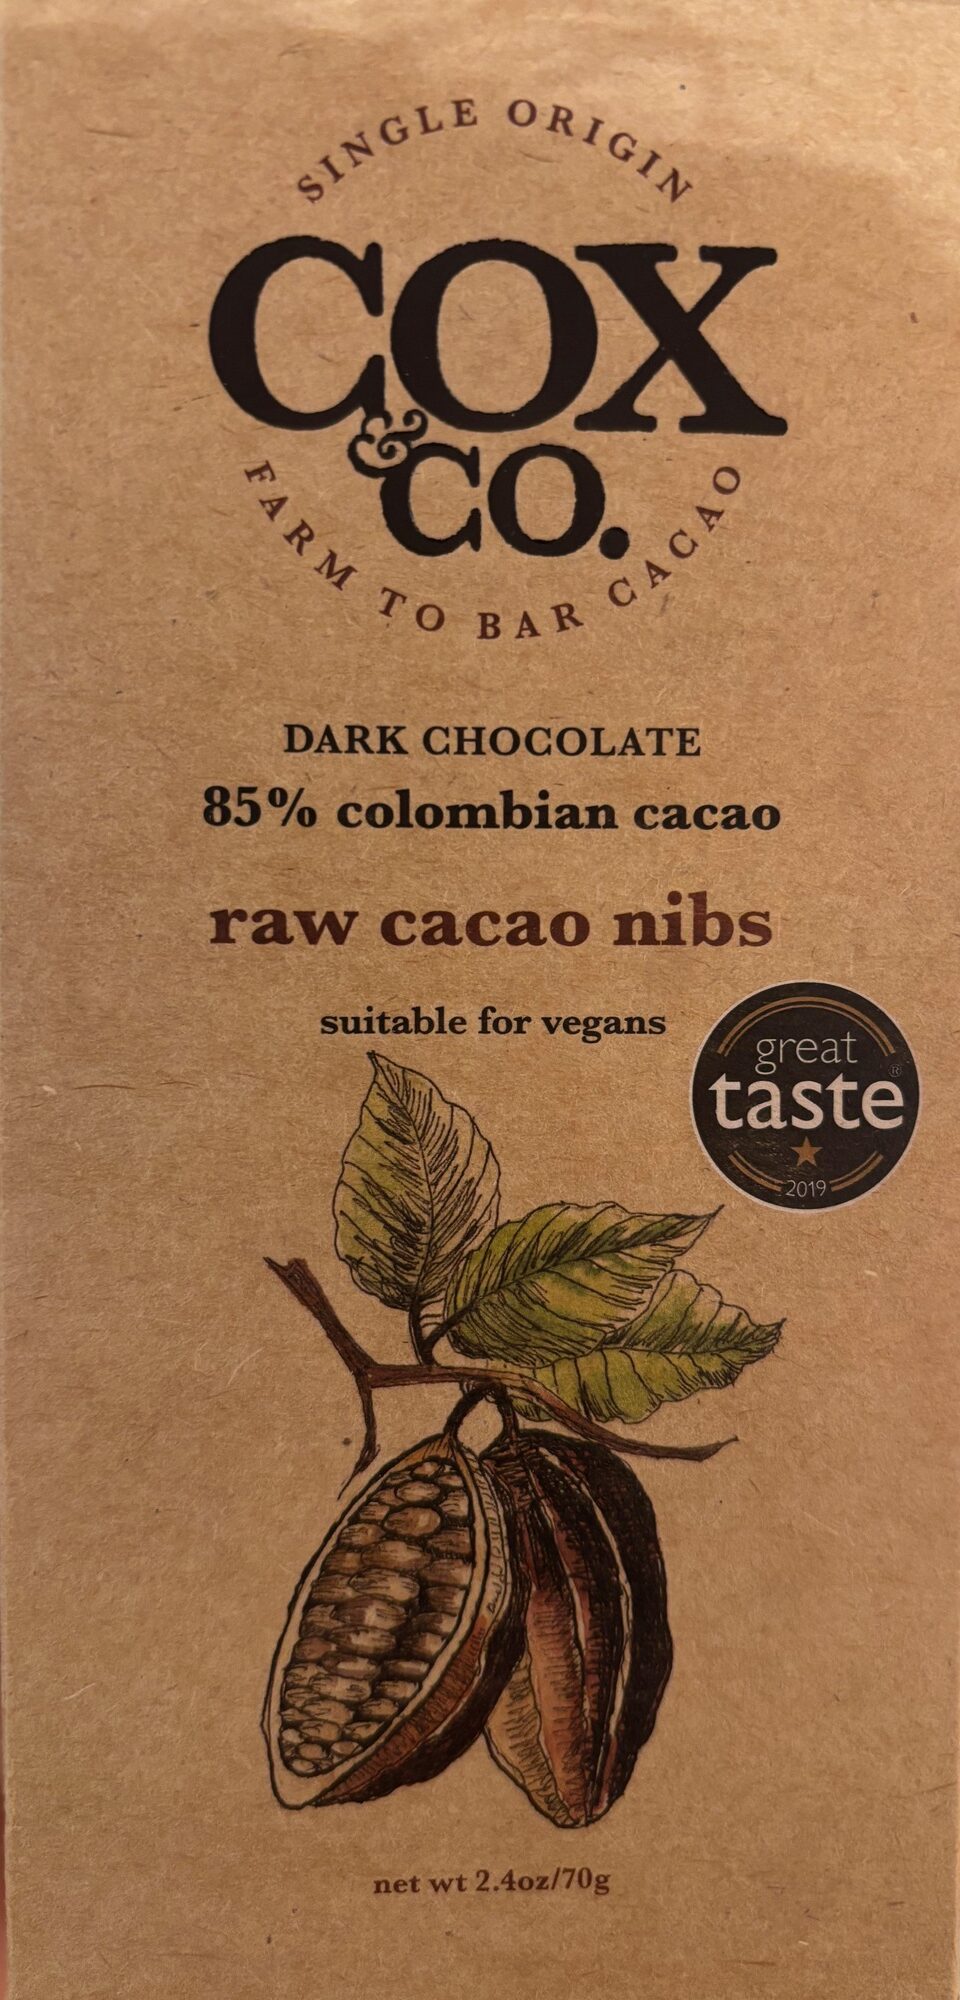 SINGLE ORIGIN
COX
& CO.
FARM TO BAR CACAO
DARK CHOCOLATE
85% colombian cacao
raw cacao nibs
suitable for vegans
great
taste®
2019
net wt 2.4oz/70g